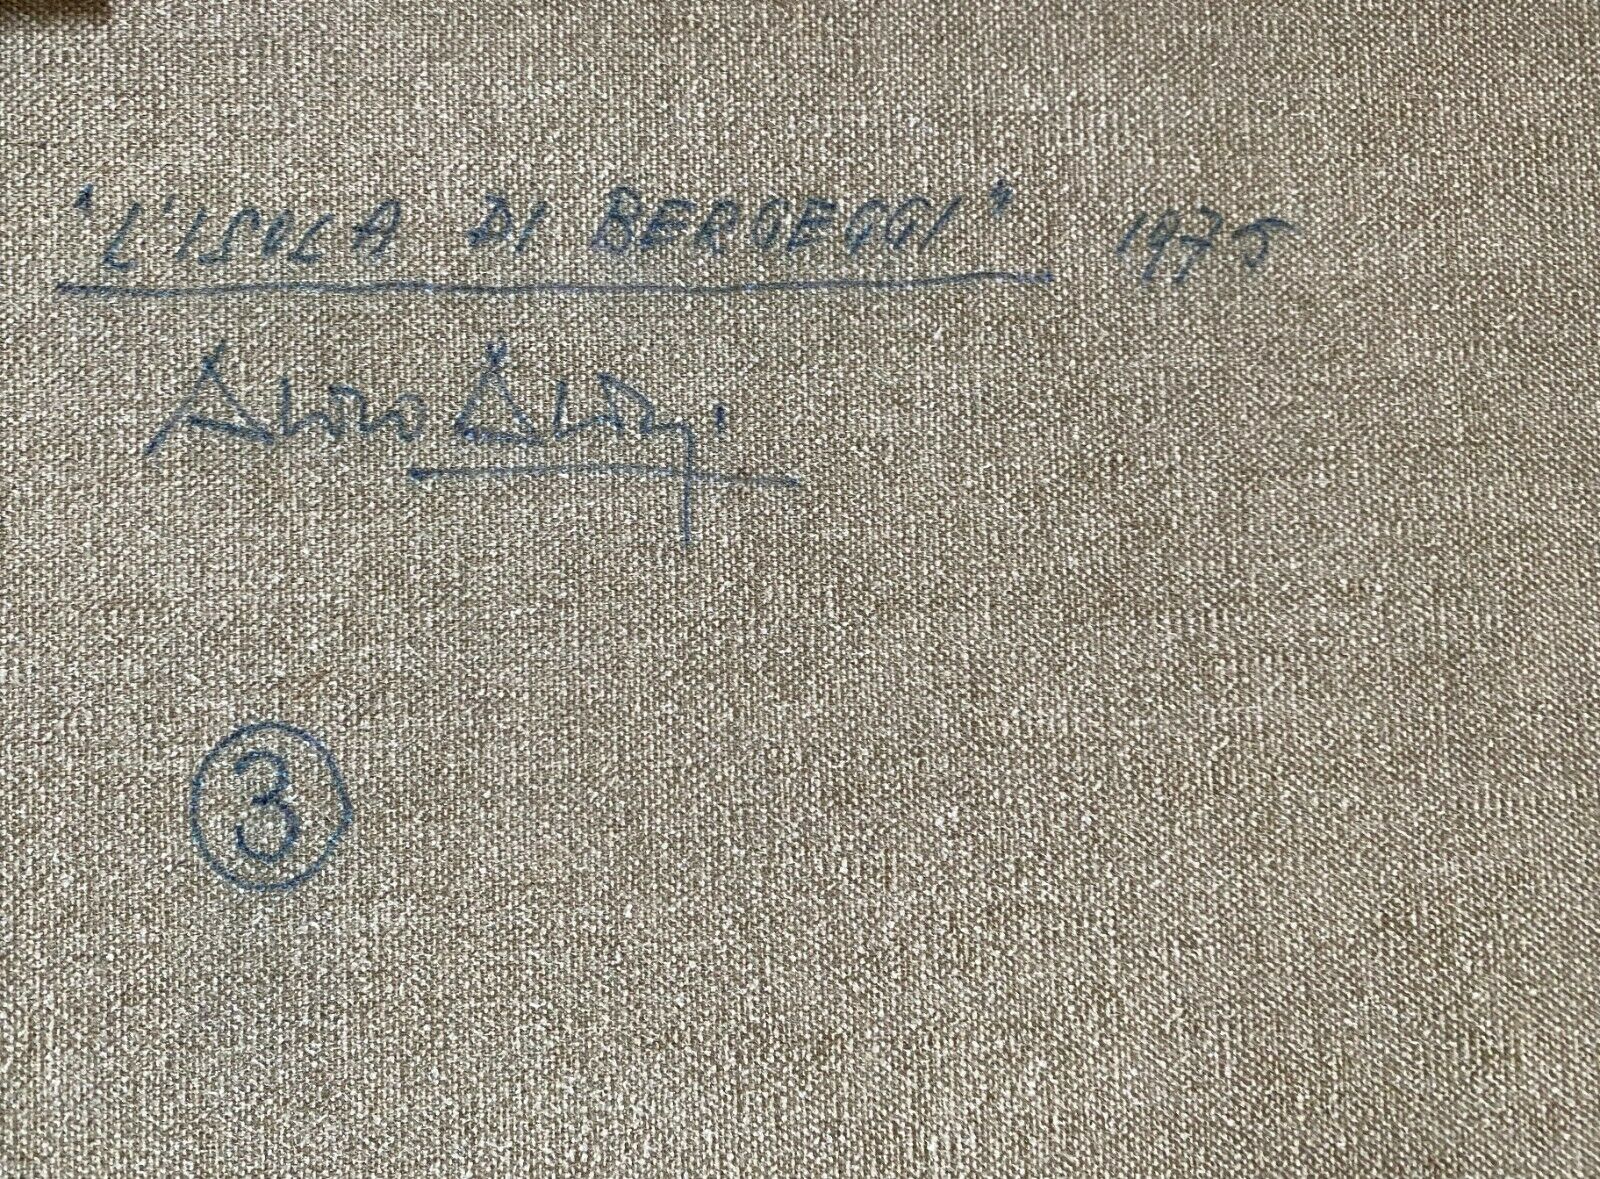 "L'ISOLA DI BERGEGGI" 1975
3